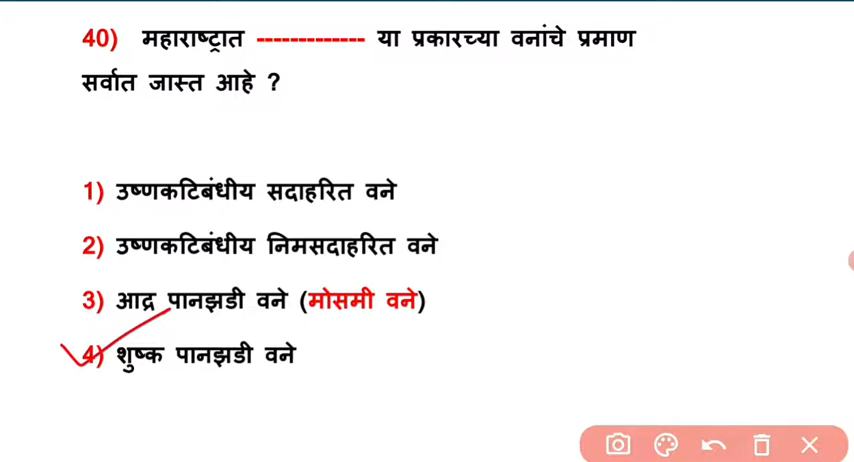 40) महाराष्ट्रात ------------- या प्रकारच्या वनांचे प्रमाण
सर्वात जास्त आहे ?
1) उष्णकटिबंधीय सदाहरित वने
2) उष्णकटिबंधीय निमसदाहरित वने
3) आद्र पानझडी वने (मोसमी वने)
4) शुष्क पानझडी वने